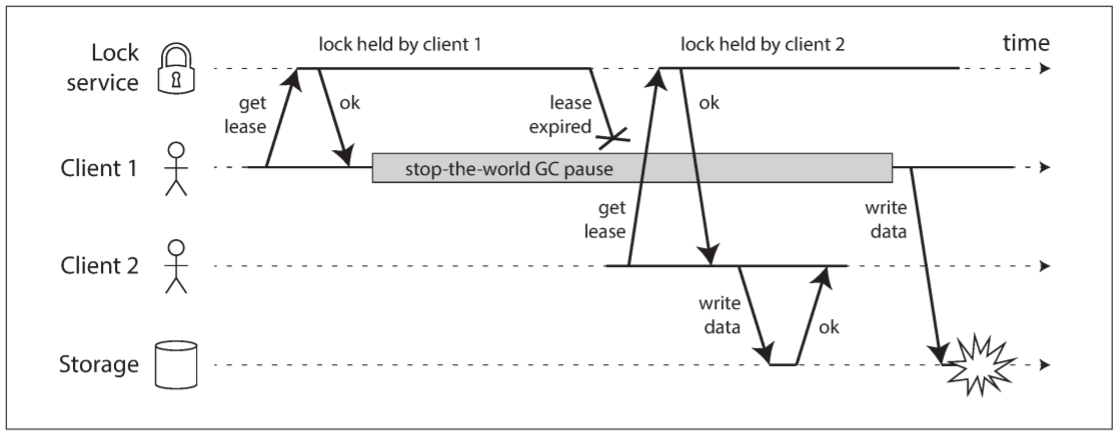 lock held by client 1
lock held by client 2
time
Lock
service
get
lease
ok
lease
expired
ok
Client 1
stop-the-world GC pause
get
lease
write
data
Client 2
write
data
ok
Storage